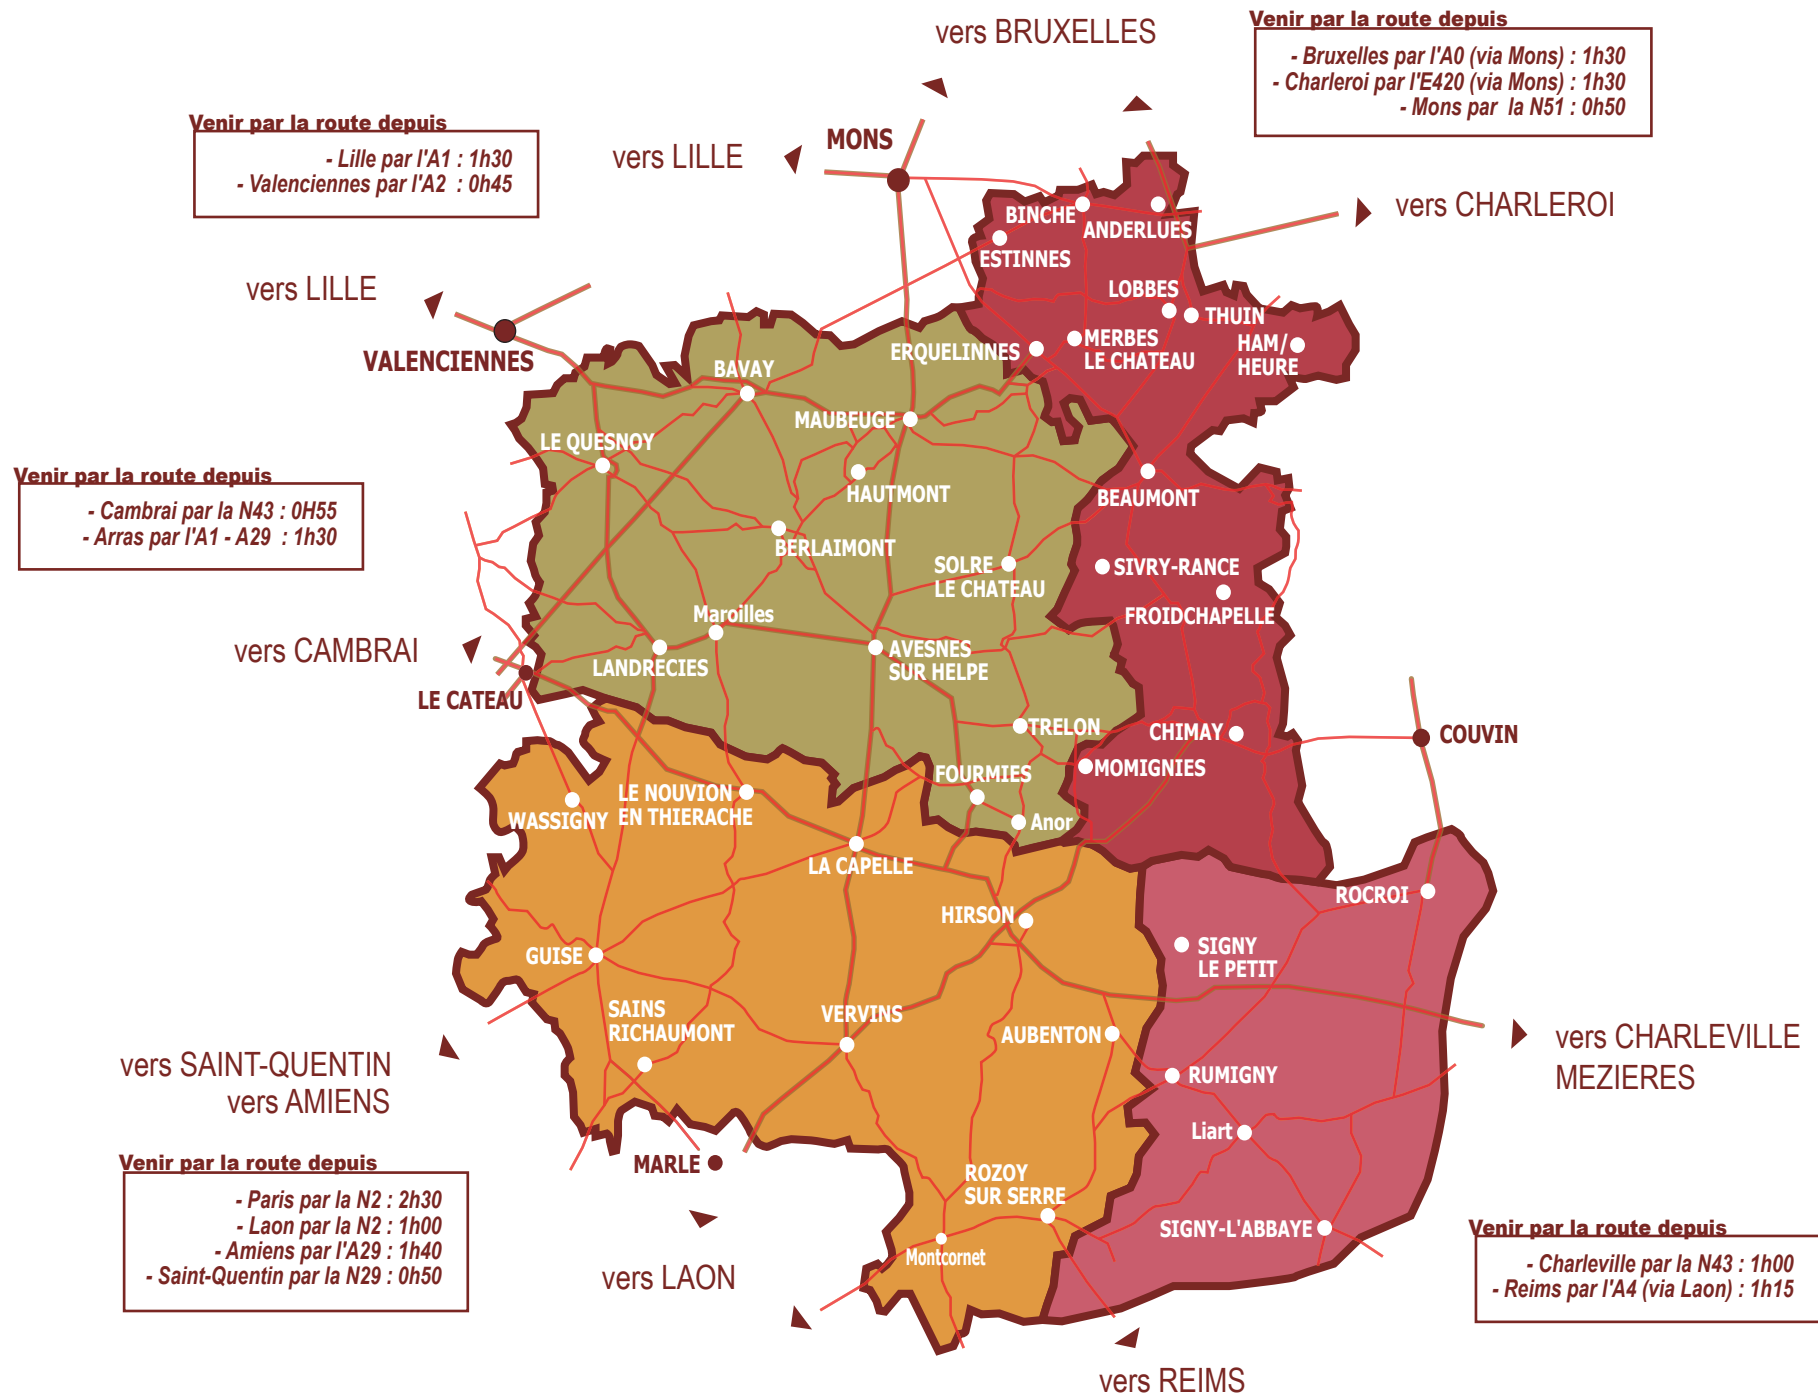 vers BRUXELLES
Venir par la route depuis
- Bruxelles par l'A0 (via Mons) : 1h30
- Charleroi par l'E420 (via Mons) : 1h30
- Mons par la N51 : 0h50
Venir par la route depuis
- Lille par l'A1 : 1h30
- Valenciennes par l'A2 : 0h45
vers LILLE
MONS
vers CHARLEROI
BINCHE
ANDERLUES
ESTINNES
LOBBES
THUIN
HAM/
HEURE
MERBES
LE CHATEAU
ERQUELINNES
vers LILLE
VALENCIENNES
BAVAY
MAUBEUGE
LE QUESNOY
HAUTMONT
BEAUMONT
Venir par la route depuis
- Cambrai par la N43 : 0H55
- Arras par l'A1 - A29 : 1h30
BERLAIMONT
SOLRE
LE CHATEAU
SIVRY-RANCE
FROIDCHAPELLE
Maroilles
vers CAMBRAI
LANDRECIES
AVESNES
SUR HELPE
LE CATEAU
TRELON
CHIMAY
COUVIN
MOMIGNIES
FOURMIES
LE NOUVION
EN THIERACHE
WASSIGNY
Anor
LA CAPELLE
ROCROI
HIRSON
SIGNY
LE PETIT
GUISE
SAINS
RICHAUMONT
VERVINS
AUBENTON
vers CHARLEVILLE
MEZIERES
vers SAINT-QUENTIN
vers AMIENS
RUMIGNY
Liart
MARLE
Venir par la route depuis
- Paris par la N2 : 2h30
- Laon par la N2 : 1h00
- Amiens par l'A29 : 1h40
- Saint-Quentin par la N29 : 0h50
ROZOY
SUR SERRE
SIGNY-L'ABBAYE
Montcornet
vers LAON
Venir par la route depuis
- Charleville par la N43 : 1h00
- Reims par l'A4 (via Laon) : 1h15
vers REIMS